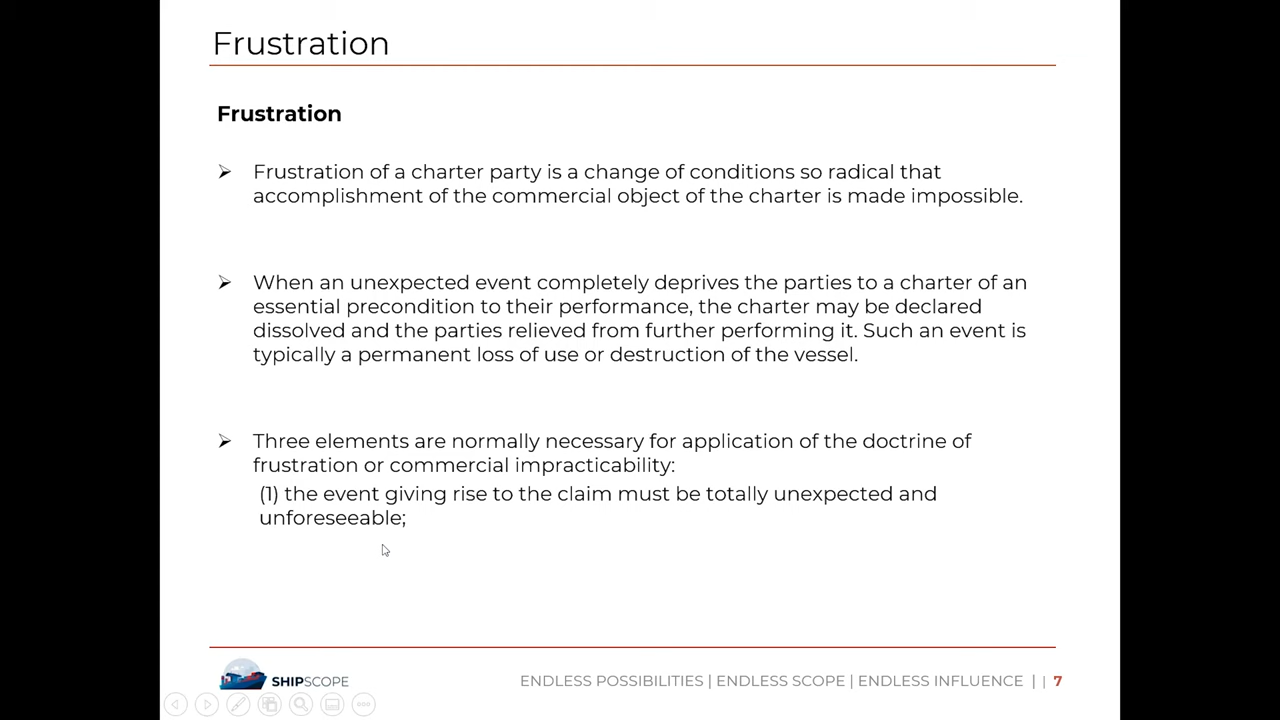 Frustration
Frustration
Frustration of a charter party is a change of conditions so radical that
accomplishment of the commercial object of the charter is made impossible.
When an unexpected event completely deprives the parties to a charter of an
essential precondition to their performance, the charter may be declared
dissolved and the parties relieved from further performing it. Such an event is
typically a permanent loss of use or destruction of the vessel.
Three elements are normally necessary for application of the doctrine of
frustration or commercial impracticability:
(1) the event giving rise to the claim must be totally unexpected and
unforeseeable;
SHIPSCOPE
ENDLESS POSSIBILITIES | ENDLESS SCOPE | ENDLESS INFLUENCE | | 7